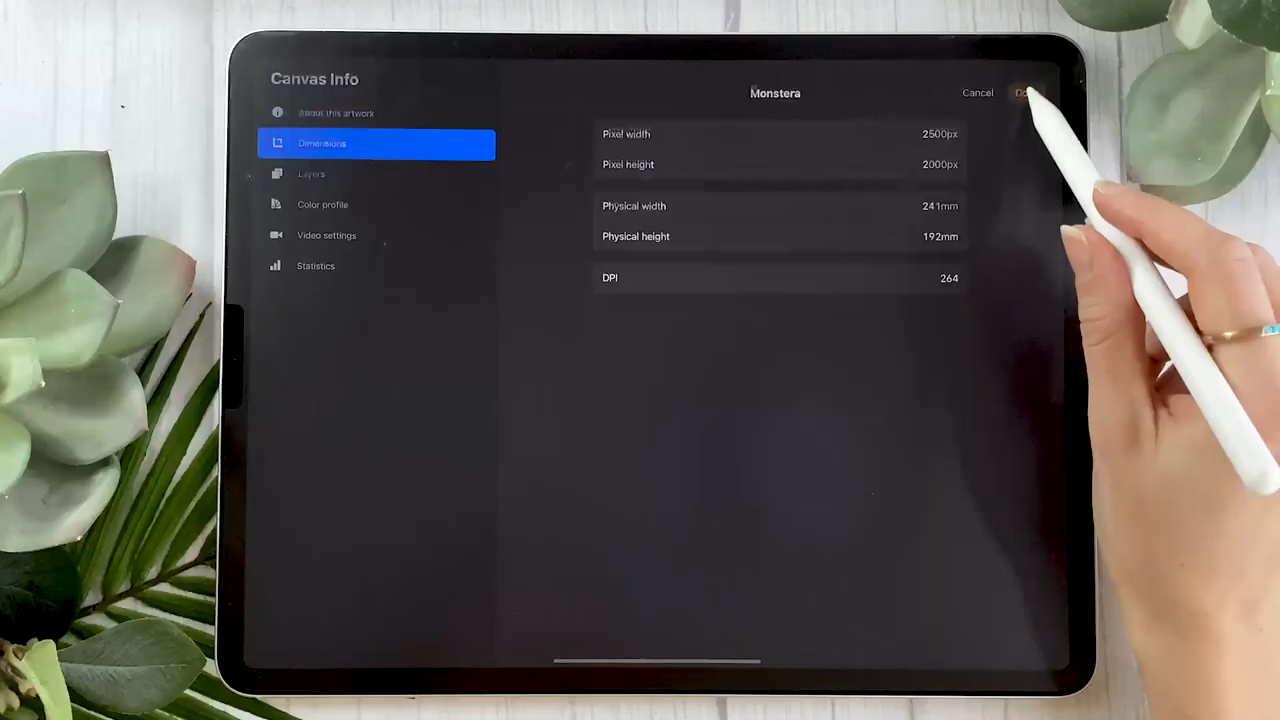 Canvas Info
Monstera
Cancel
About this artwork
Dimensions
Layers
Color profile
Video settings
Statistics
Pixel width 2500px
Pixel height 2000px
Physical width 241mm
Physical height 192mm
DPI 264